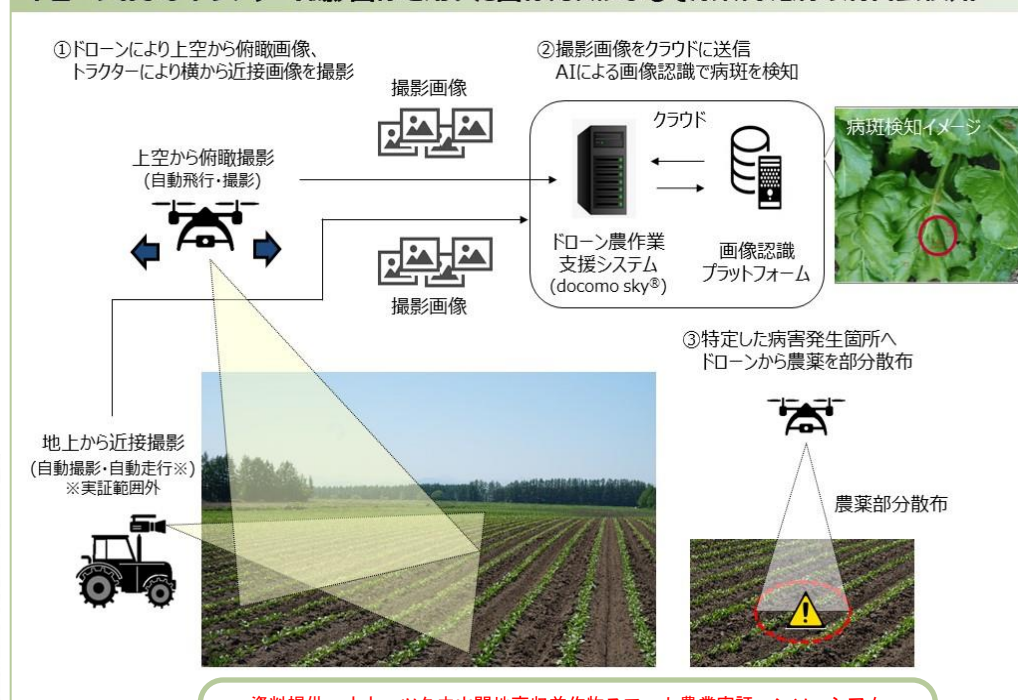 ①ドローンにより上空から俯瞰画像、
トラクターにより横から近接画像を撮影
②撮影画像をクラウドに送信
AIによる画像認識で病斑を検知
撮影画像
上空から俯瞰撮影
(自動飛行・撮影)
クラウド
病斑検知イメージ
ドローン農作業
支援システム
(docomo sky®)
画像認識
プラットフォーム
撮影画像
③特定した病害発生箇所へ
ドローンから農薬を部分散布
地上から近接撮影
(自動撮影・自動走行※)
※実証範囲外
農薬部分散布